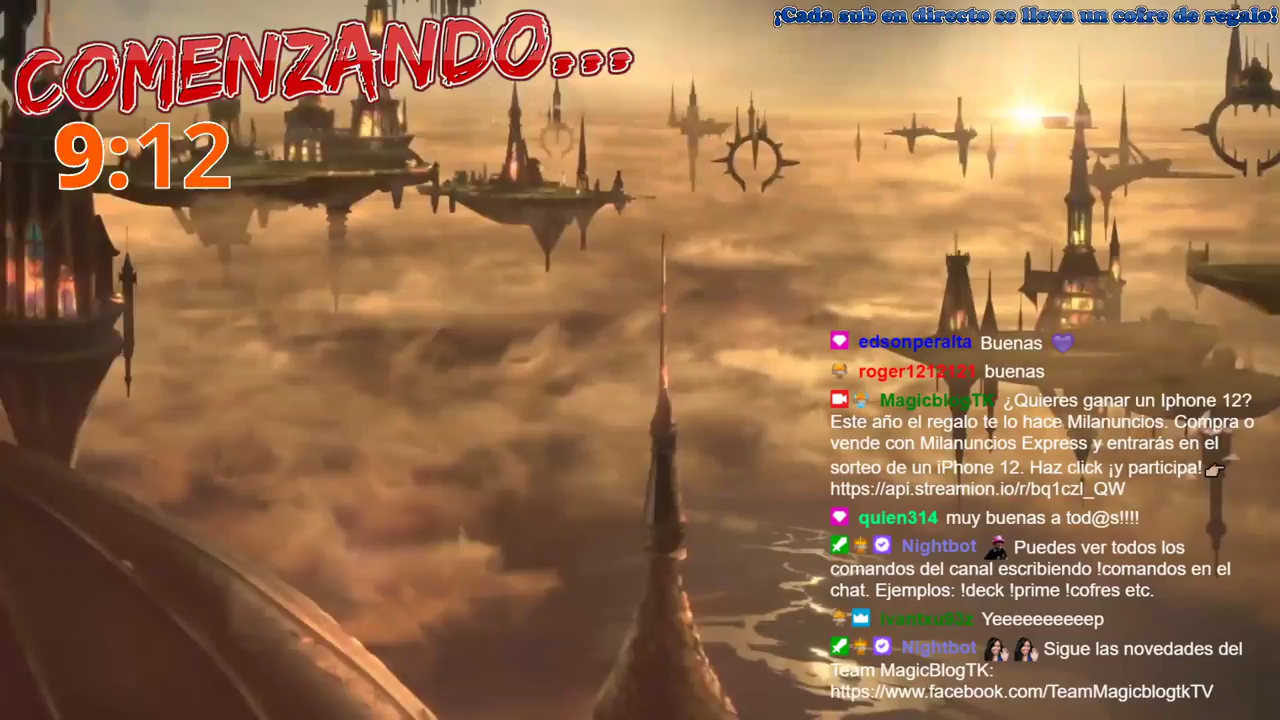 ¡Cada sub en directo se lleva un cofre de regalo!
COMENZANDO...
9:12
edsonperalta Buenas
roger1212121 buenas
MagicblogTK ¿Quieres ganar un Iphone 12?
Este año el regalo te lo hace Milanuncios. Compra o
vende con Milanuncios Express y entrarás en el
sorteo de un iPhone 12. Haz click ¡y participa!
https://api.streamion.io/r/bq1czl_QW
quien314 muy buenas a tod@s!!!!
Nightbot Puedes ver todos los
comandos del canal escribiendo !comandos en el
chat. Ejemplos: !deck !prime !cofres etc.
Yeeeeeeeeep
Nightbot Sigue las novedades del
Team MagicBlogTK:
https://www.facebook.com/TeamMagicblogtkTV